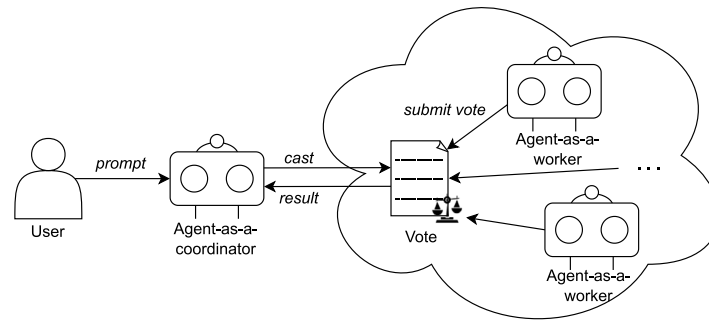 submit vote
Agent-as-a-
worker
prompt
cast
...
result
User
Agent-as-a-
coordinator
Vote
Agent-as-a-
worker